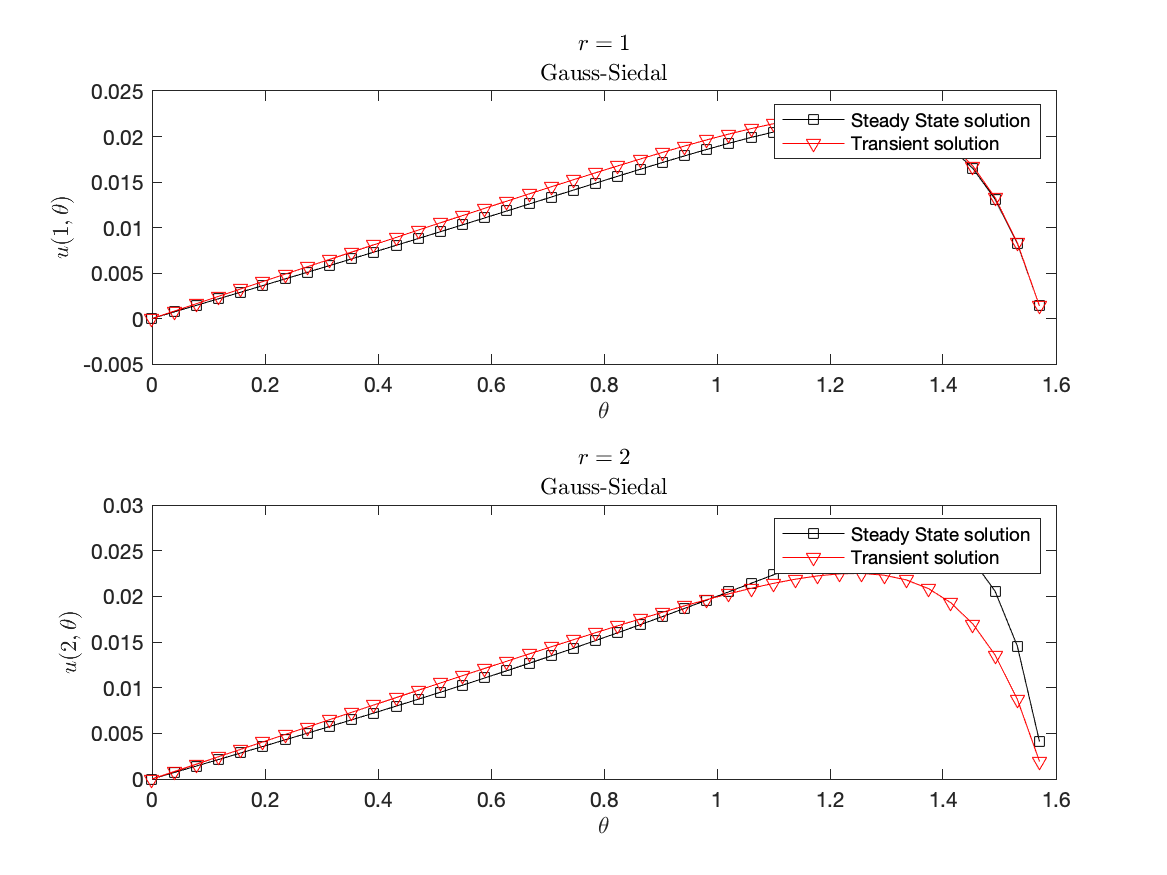 r = 1
Gauss-Siedal
0.025
0.02
0.015
0.01
0.005
0
-0.005
u(1, θ)
Steady State solution
Transient solution
0 0.2 0.4 0.6 0.8 1 1.2 1.4 1.6
θ
r = 2
Gauss-Siedal
0.03
0.025
0.02
0.015
0.01
0.005
0
u(2, θ)
Steady State solution
Transient solution
0 0.2 0.4 0.6 0.8 1 1.2 1.4 1.6
θ